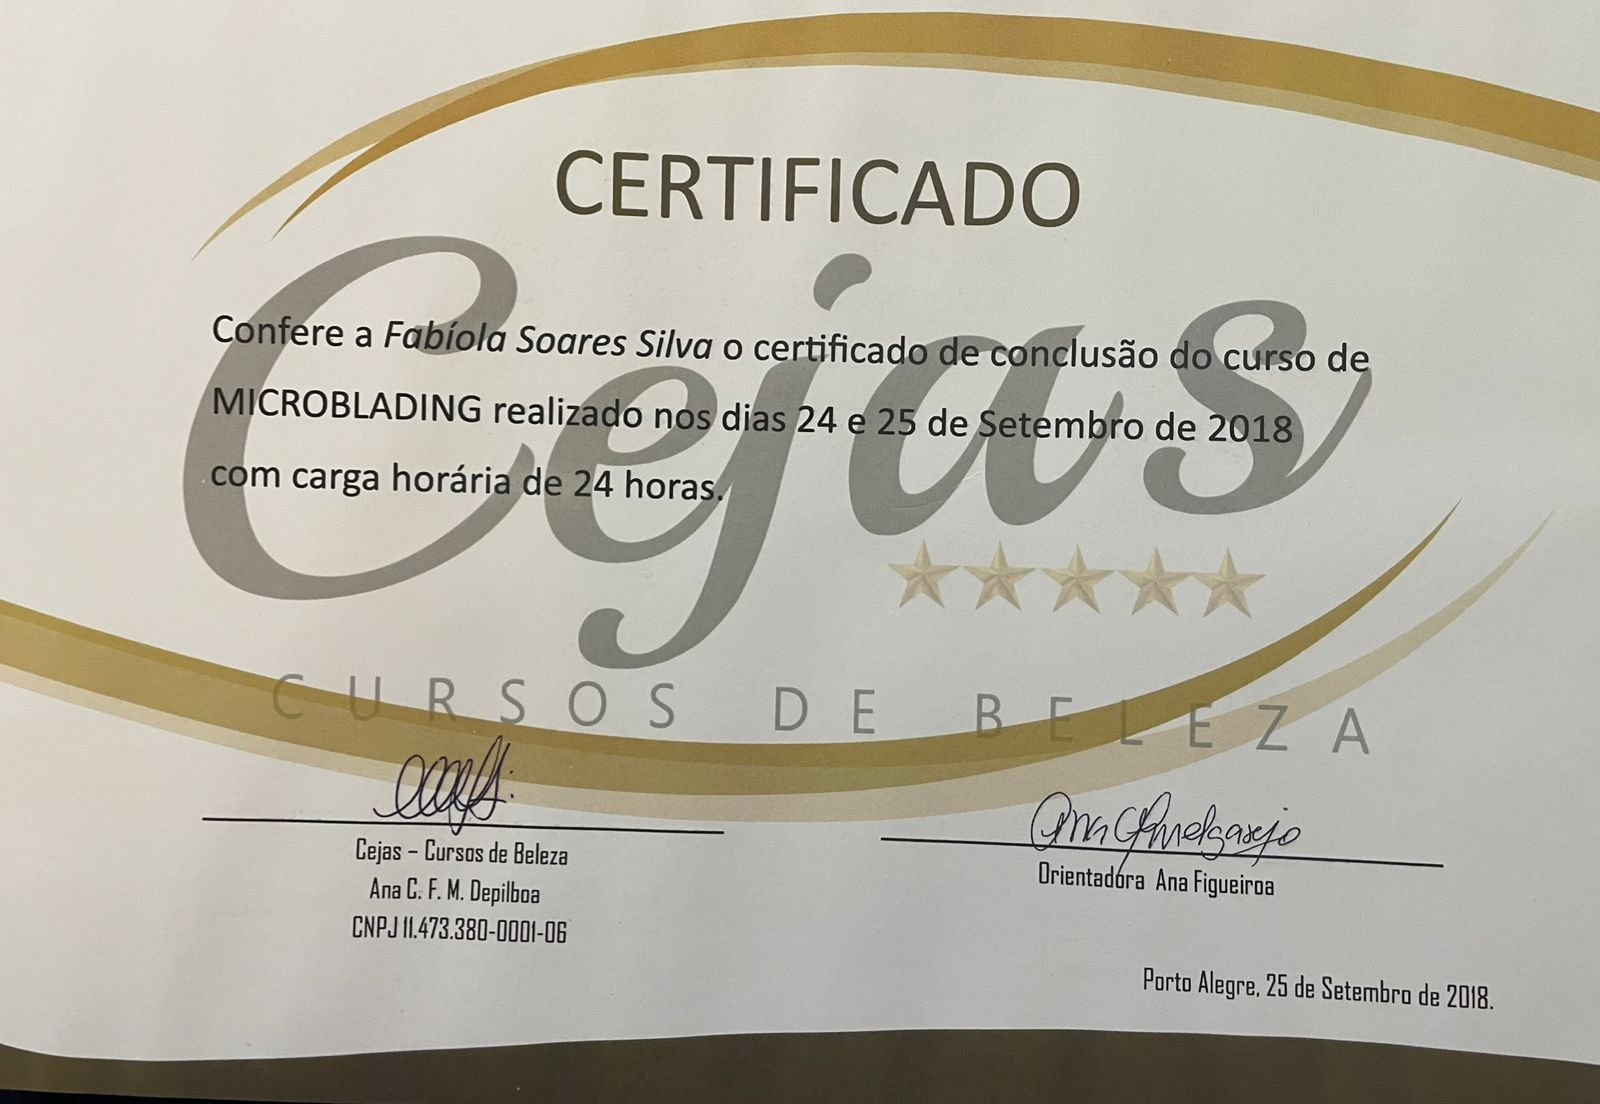 CERTIFICADO
Cejas
Confere a Fabíola Soares Silva o certificado de conclusão do curso de
MICROBLADING realizado nos dias 24 e 25 de Setembro de 2018
com carga horária de 24 horas.
CURSOS DE BELEZA
Cejas – Cursos de Beleza
Ana C. F. M. Depilboa
CNPJ 11.473.380-0001-06
Orientadora Ana Figueiroa
Porto Alegre, 25 de Setembro de 2018.